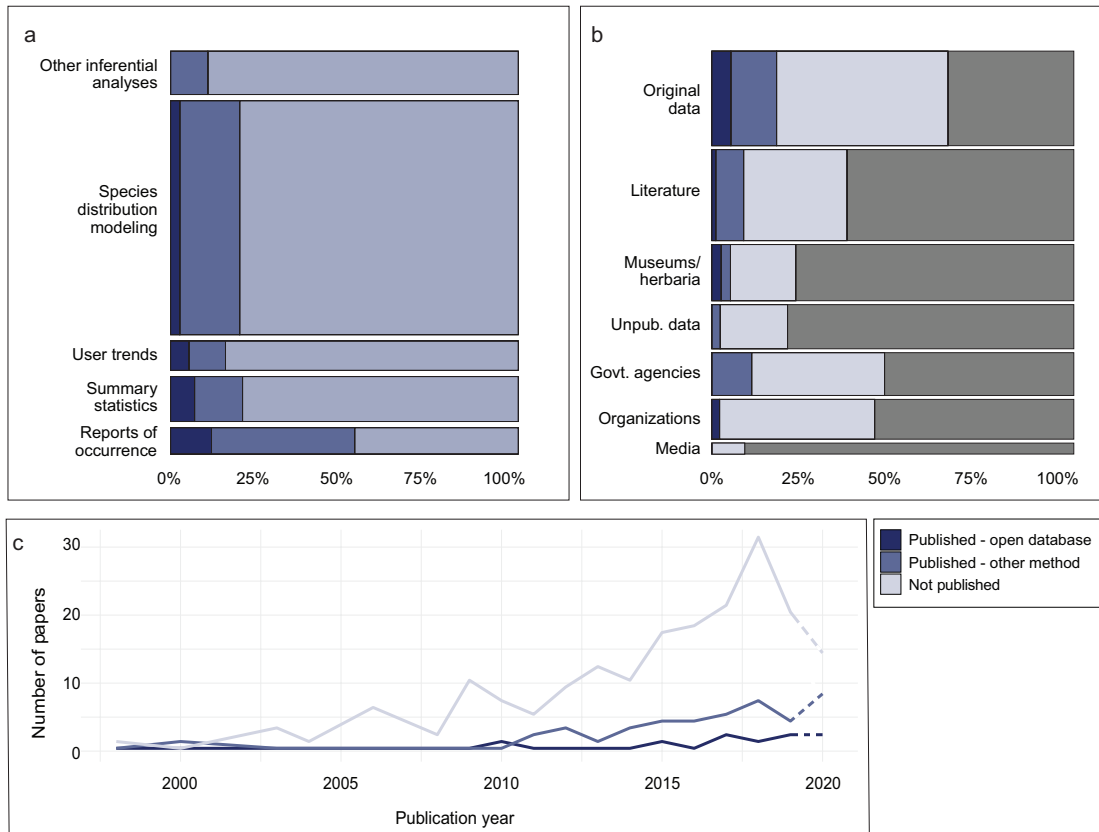 a
Other inferential
analyses
Species
distribution
modeling
User trends
Summary
statistics
Reports of
occurrence
0% 25% 50% 75% 100%
b
Original
data
Literature
Museums/
herbaria
Unpub. data
Govt. agencies
Organizations
Media
0% 25% 50% 75% 100%
c
Number of papers
30
20
10
0
2000 2005 2010 2015 2020
Publication year
Published - open database
Published - other method
Not published